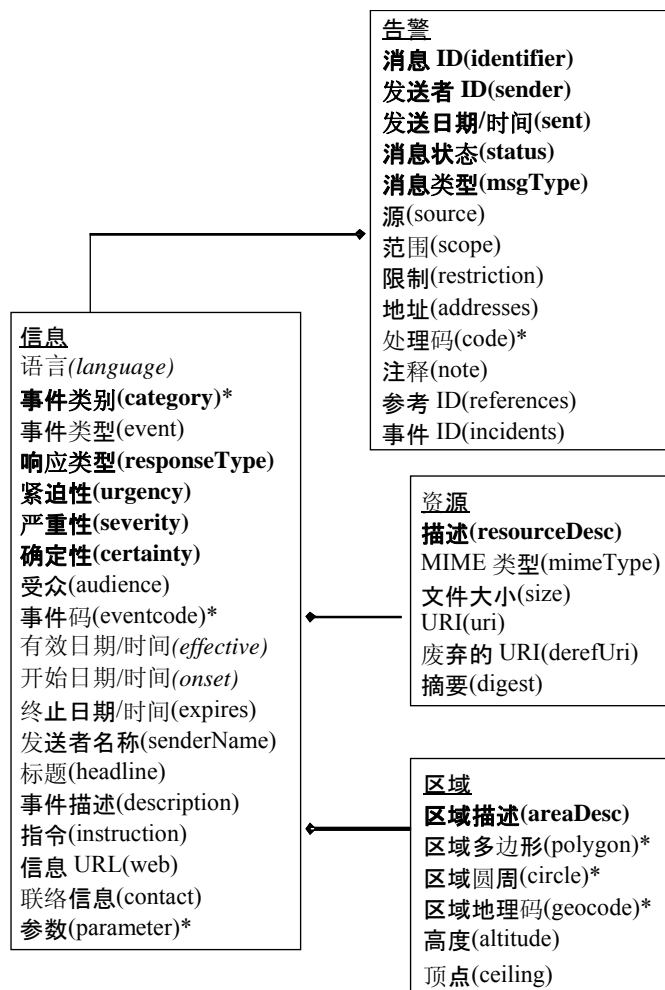 告警
消息 ID(identifier)
发送者 ID(sender)
发送日期/时间(sent)
消息状态(status)
消息类型(msgType)
源(source)
范围(scope)
限制(restriction)
地址(addresses)
处理码(code)*
注释(note)
参考 ID(references)
事件 ID(incidents)
信息
语言(language)
事件类别(category)*
事件类型(event)
响应类型(responseType)
紧迫性(urgency)
严重性(severity)
确定性(certainty)
受众(audience)
事件码(eventcode)*
有效日期/时间(effective)
开始日期/时间(onset)
终止日期/时间(expires)
发送者名称(senderName)
标题(headline)
事件描述(description)
指令(instruction)
信息 URL(web)
联络信息(contact)
参数(parameter)*
资源
描述(resourceDesc)
MIME 类型(mimeType)
文件大小(size)
URI(uri)
废弃的 URI(derefUri)
摘要(digest)
区域
区域描述(areaDesc)
区域多边形(polygon)*
区域圆周(circle)*
区域地理码(geocode)*
高度(altitude)
顶点(ceiling)